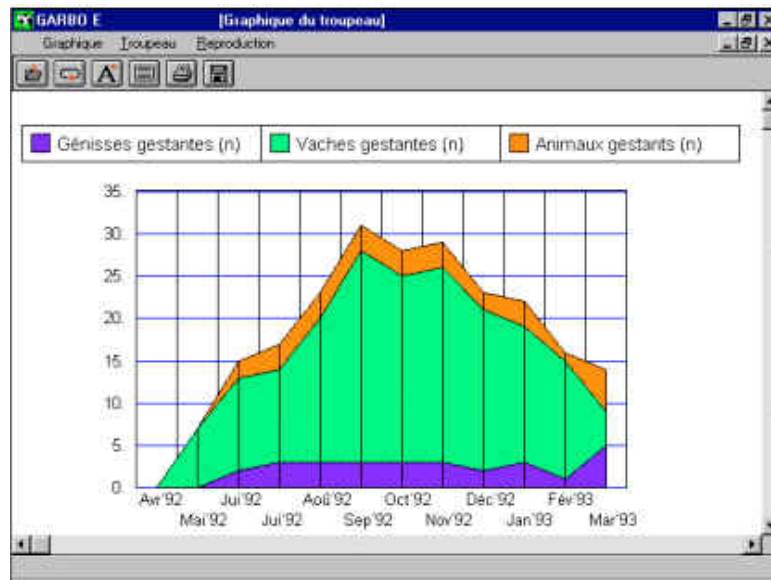 GARBO E [Graphique du troupeau]
Graphique Troupeau Reproduction
A
Génisses gestantes (n) Vaches gestantes (n) Animaux gestants (n)
35.
30.
25.
20.
15.
10.
5.
0.
Avr'92 Jui'92 Aoû'92 Oct'92 Déc'92 Fév'93
Mai'92 Jui'92 Sep'92 Nov'92 Jan'93 Mar'93